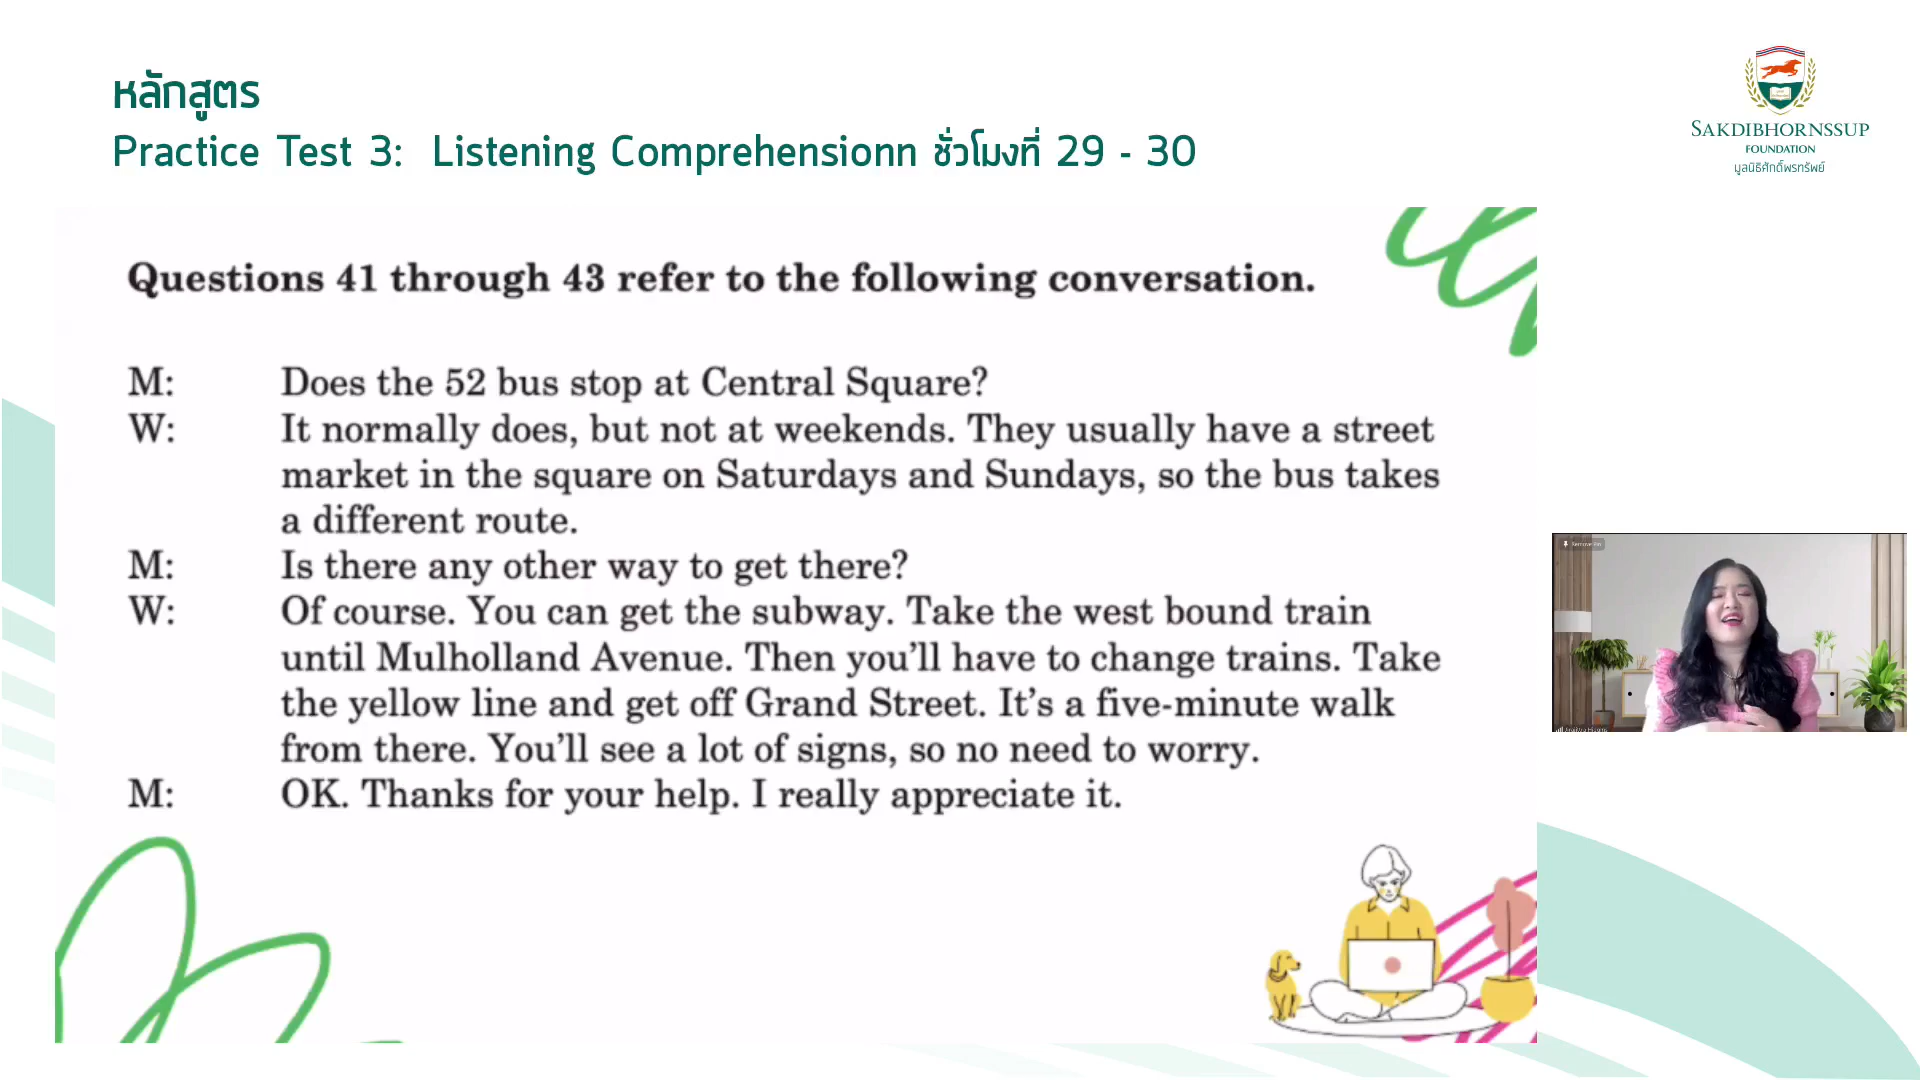 หลักสูตร
Practice Test 3: Listening Comprehensionn ชั่วโมงที่ 29 - 30
SAKDIBHORNSSUP
FOUNDATION
มูลนิธิศักดิ์พรทรัพย์
Questions 41 through 43 refer to the following conversation.
M: Does the 52 bus stop at Central Square?
W: It normally does, but not at weekends. They usually have a street
market in the square on Saturdays and Sundays, so the bus takes
a different route.
M: Is there any other way to get there?
W: Of course. You can get the subway. Take the west bound train
until Mulholland Avenue. Then you’ll have to change trains. Take
the yellow line and get off Grand Street. It’s a five-minute walk
from there. You’ll see a lot of signs, so no need to worry.
M: OK. Thanks for your help. I really appreciate it.